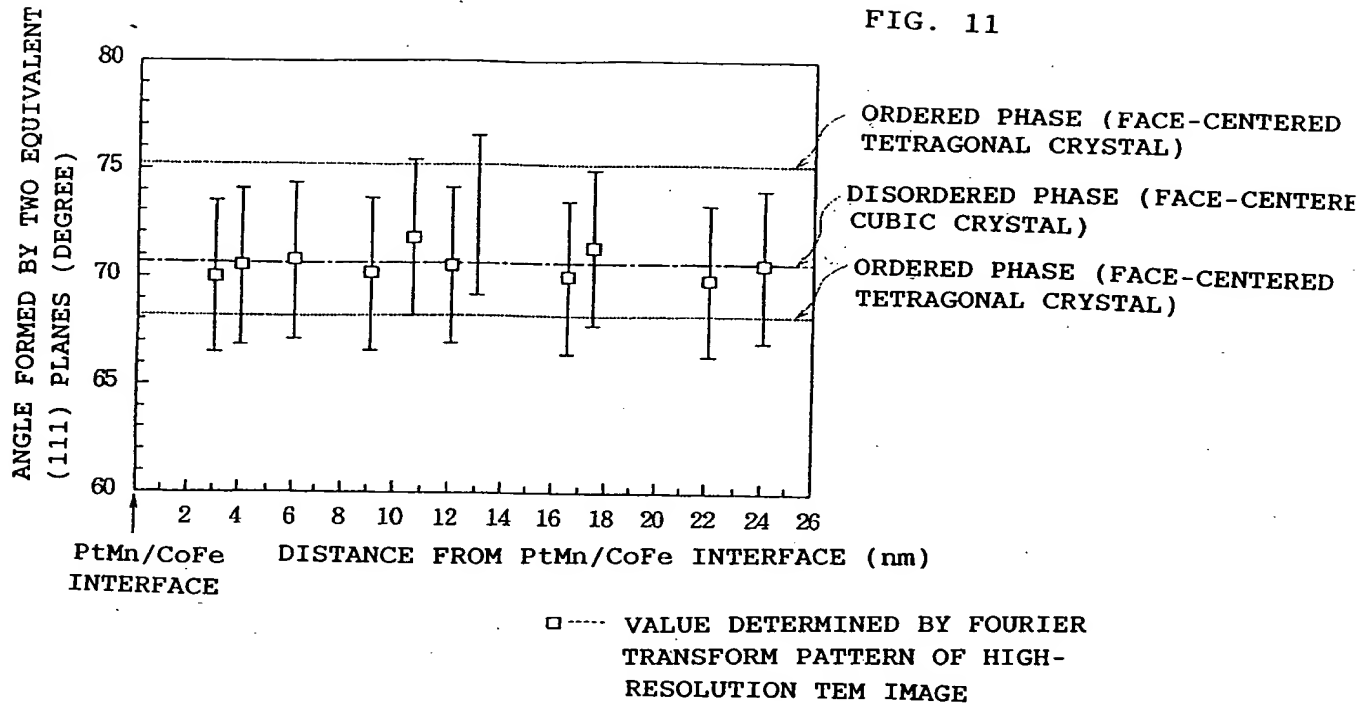 FIG. 11
ANGLE FORMED BY TWO EQUIVALENT
(111) PLANES (DEGREE)
80
75
70
65
60
ORDERED PHASE (FACE-CENTERED
TETRAGONAL CRYSTAL)
DISORDERED PHASE (FACE-CENTERE
CUBIC CRYSTAL)
ORDERED PHASE (FACE-CENTERED
TETRAGONAL CRYSTAL)
2 4 6 8 10 12 14 16 18 20 22 24 26
PtMn/CoFe
INTERFACE
DISTANCE FROM PtMn/CoFe INTERFACE (nm)
VALUE DETERMINED BY FOURIER
TRANSFORM PATTERN OF HIGH-
RESOLUTION TEM IMAGE